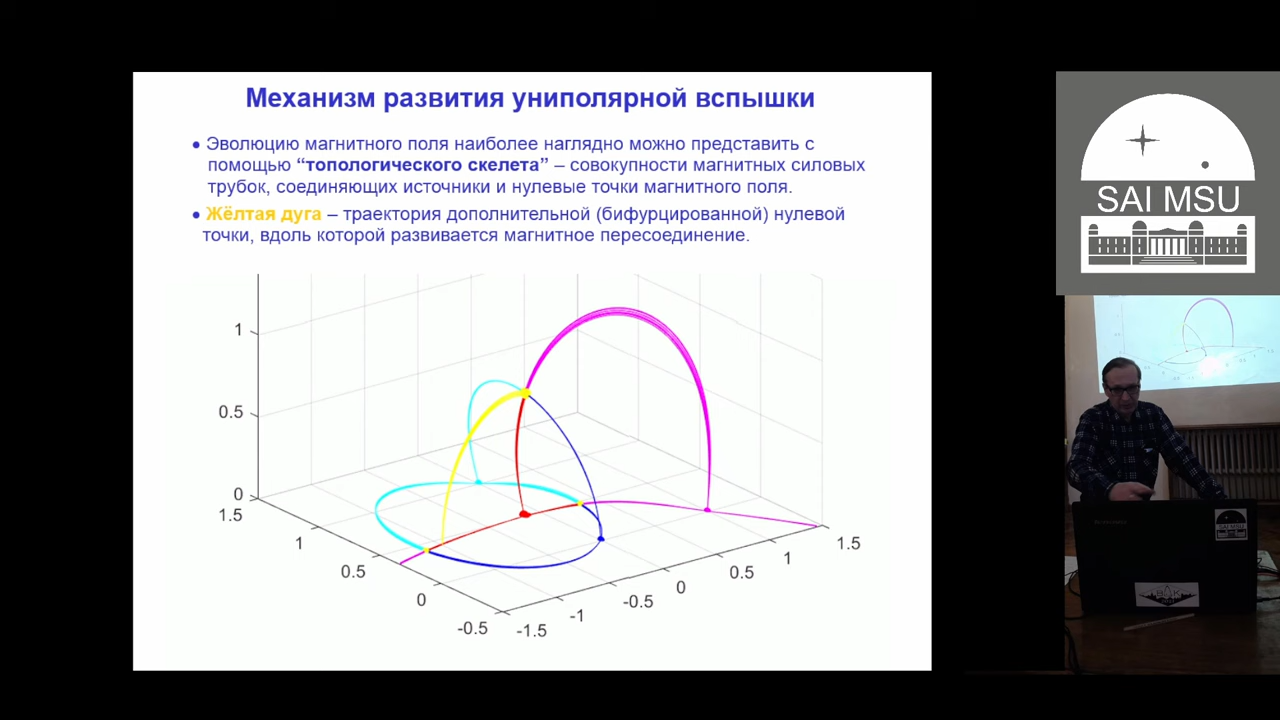 Механизм развития униполярной вспышки
● Эволюцию магнитного поля наиболее наглядно можно представить с
помощью “топологического скелета” – совокупности магнитных силовых
трубок, соединяющих источники и нулевые точки магнитного поля.
● Жёлтая дуга – траектория дополнительной (бифурцированной) нулевой
точки, вдоль которой развивается магнитное пересоединение.
1
0.5
0
1.5
1
0.5
0
-0.5
-1.5
-1
-0.5
0
0.5
1
1.5
SAI MSU
SAI MSU